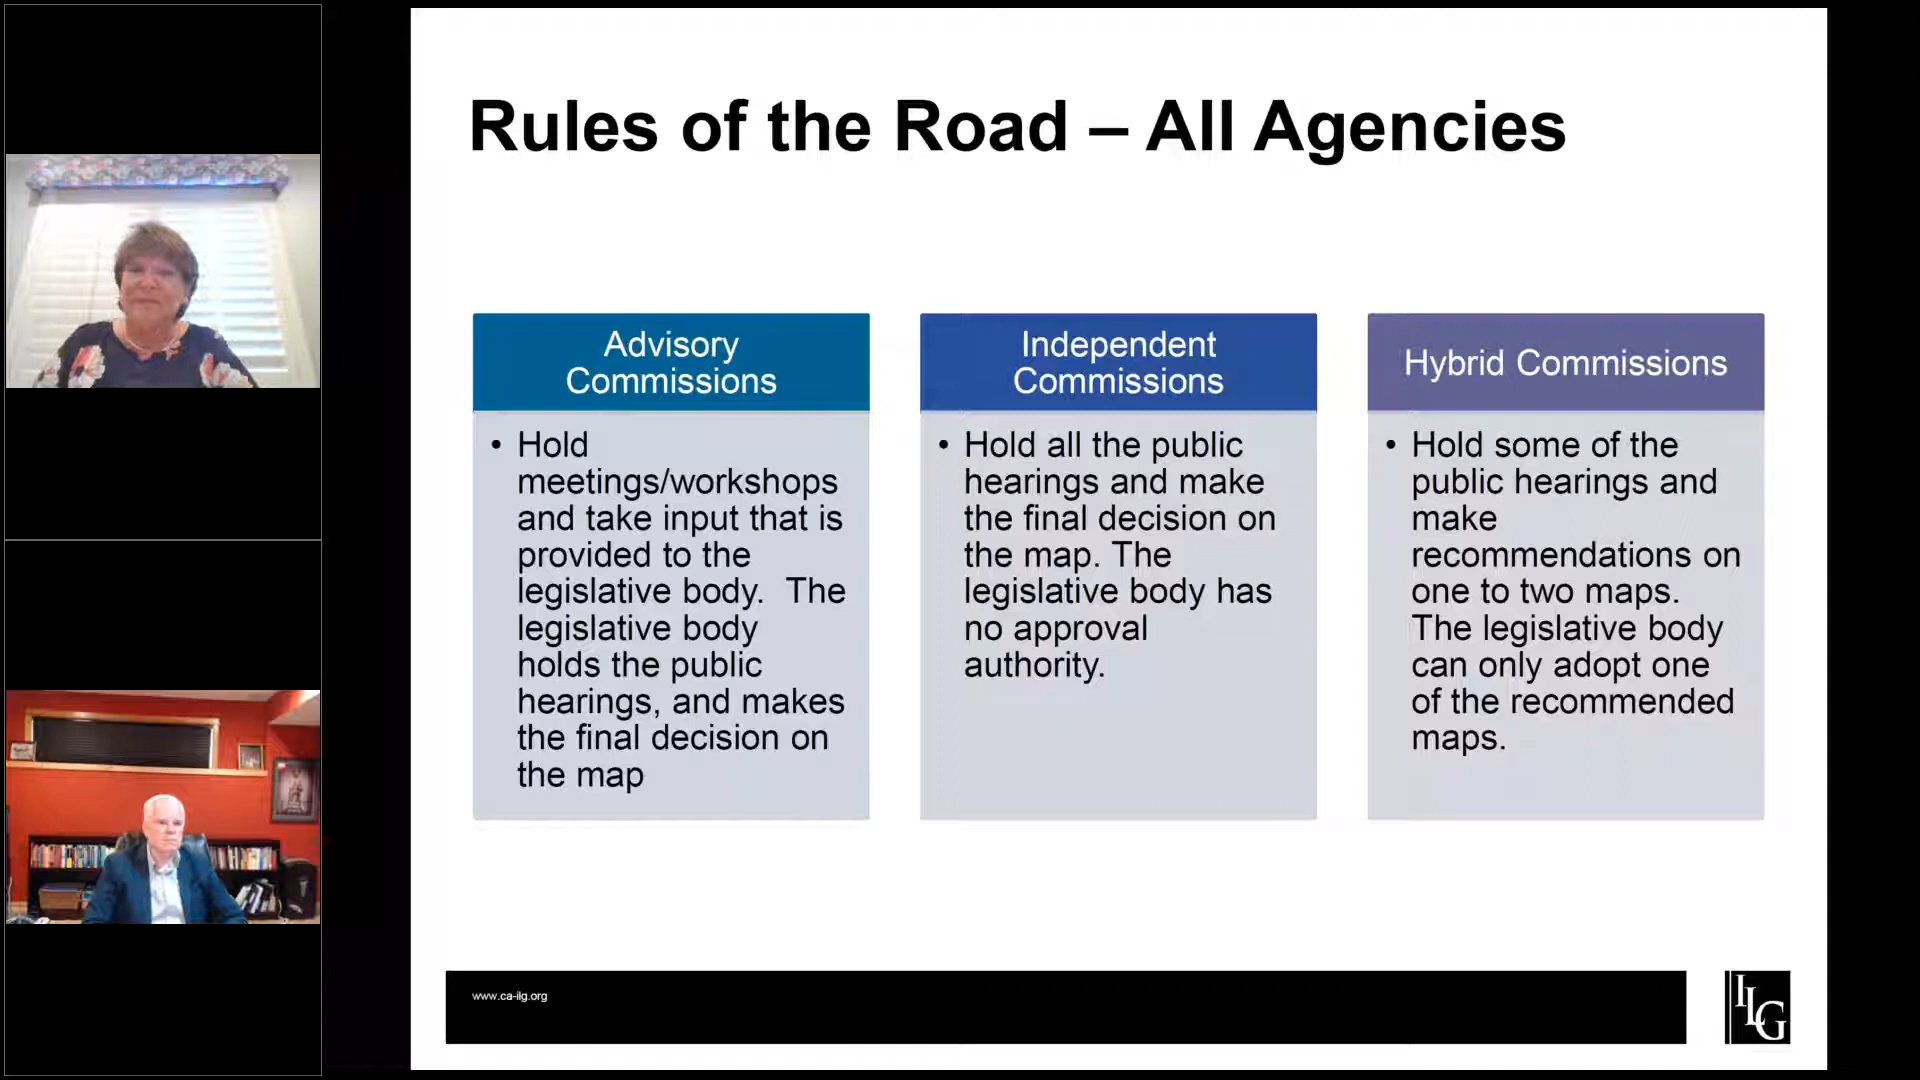 Rules of the Road – All Agencies
Advisory
Commissions
• Hold
meetings/workshops
and take input that is
provided to the
legislative body.  The
legislative body
holds the public
hearings, and makes
the final decision on
the map
Independent
Commissions
• Hold all the public
hearings and make
the final decision on
the map. The
legislative body has
no approval
authority.
Hybrid Commissions
• Hold some of the
public hearings and
make
recommendations on
one to two maps.
The legislative body
can only adopt one
of the recommended
maps.
www.ca-ilg.org
ILG